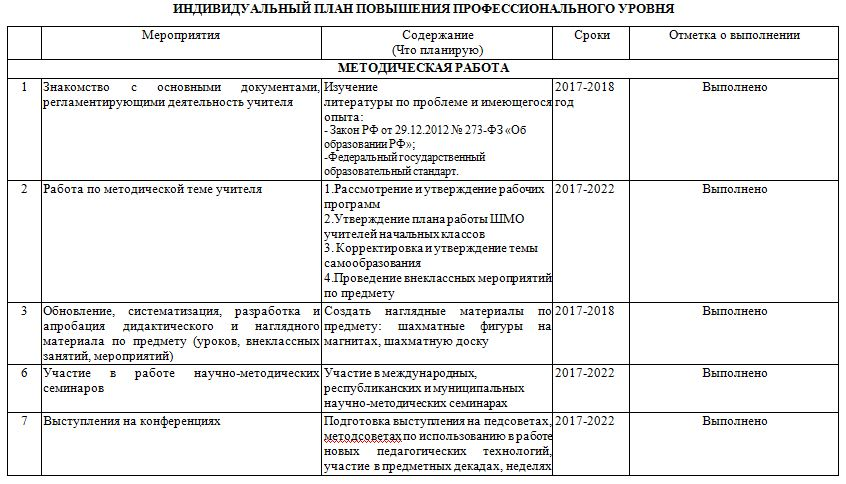 ИНДИВИДУАЛЬНЫЙ ПЛАН ПОВЫШЕНИЯ ПРОФЕССИОНАЛЬНОГО УРОВНЯ
Мероприятия
Содержание
(Что планирую)
Сроки
Отметка о выполнении
МЕТОДИЧЕСКАЯ РАБОТА
1
Знакомство с основными документами,
регламентирующими деятельность учителя
Изучение
литературы по проблеме и имеющегося
опыта:
- Закон РФ от 29.12.2012 № 273-ФЗ «Об
образовании РФ»;
-Федеральный государственный
образовательный стандарт.
2017-2018
год
Выполнено
2
Работа по методической теме учителя
1.Рассмотрение и утверждение рабочих
программ
2.Утверждение плана работы ШМО
учителей начальных классов
3. Корректировка и утверждение темы
самообразования
4.Проведение внеклассных мероприятий
по предмету
2017-2022
Выполнено
3
Обновление, систематизация, разработка и
апробация дидактического и наглядного
материала по предмету (уроков, внеклассных
занятий, мероприятий)
Создать наглядные материалы по
предмету: шахматные фигуры на
магнитах, шахматную доску
2017-2018
Выполнено
6
Участие в работе научно-методических
семинаров
Участие в международных,
республиканских и муниципальных
научно-методических семинарах
2017-2022
Выполнено
7
Выступления на конференциях
Подготовка выступления на педсоветах,
методсоветах по использованию в работе
новых педагогических технологий,
участие в предметных декадах, неделях
2017-2022
Выполнено